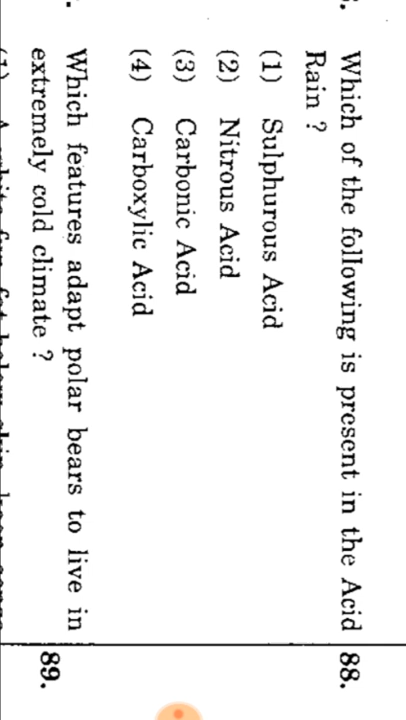 Which of the following is present in the Acid
Rain ?
(1) Sulphurous Acid
(2) Nitrous Acid
(3) Carbonic Acid
(4) Carboxylic Acid
Which features adapt polar bears to live in
extremely cold climate ?
88.
89.